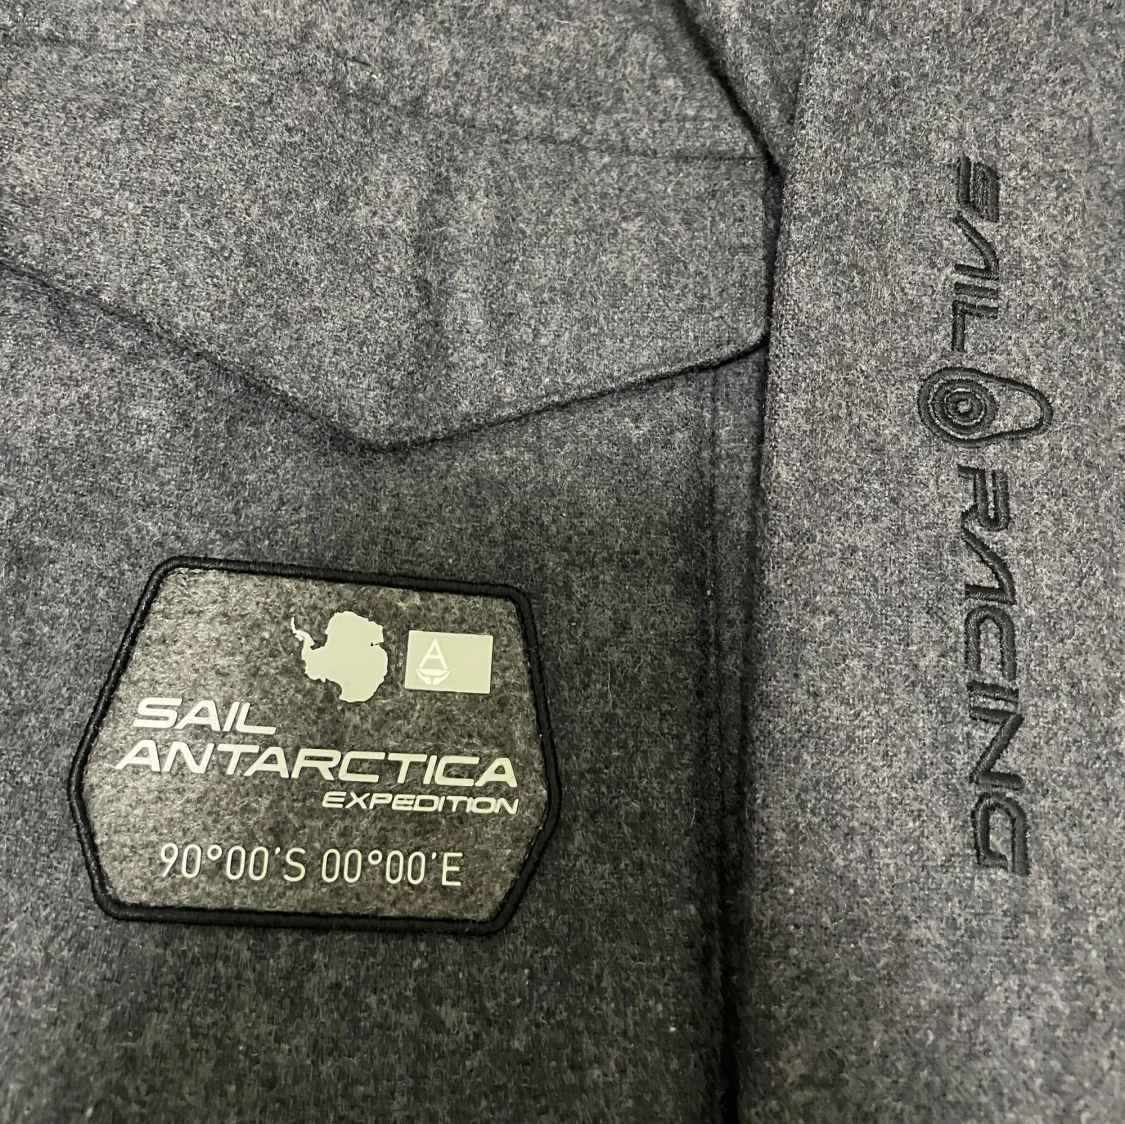 SAIL
ANTARCTICA
EXPEDITION
90°00'S 00°00'E
SAIL RACING